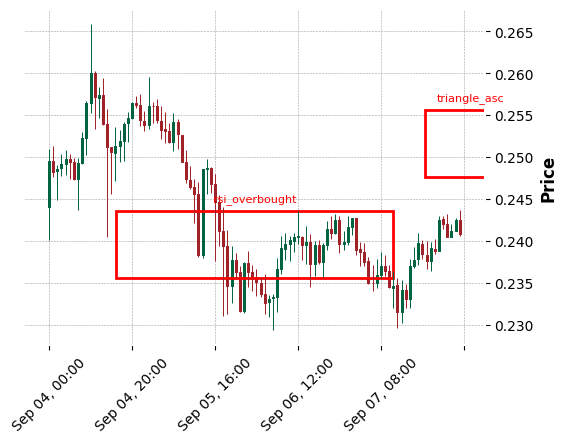 0.265
0.260
triangle_asc
0.255
0.250
Price
0.245
rsi_overbought
0.240
0.235
0.230
Sep 04, 00:00
Sep 04, 20:00
Sep 05, 16:00
Sep 06, 12:00
Sep 07, 08:00